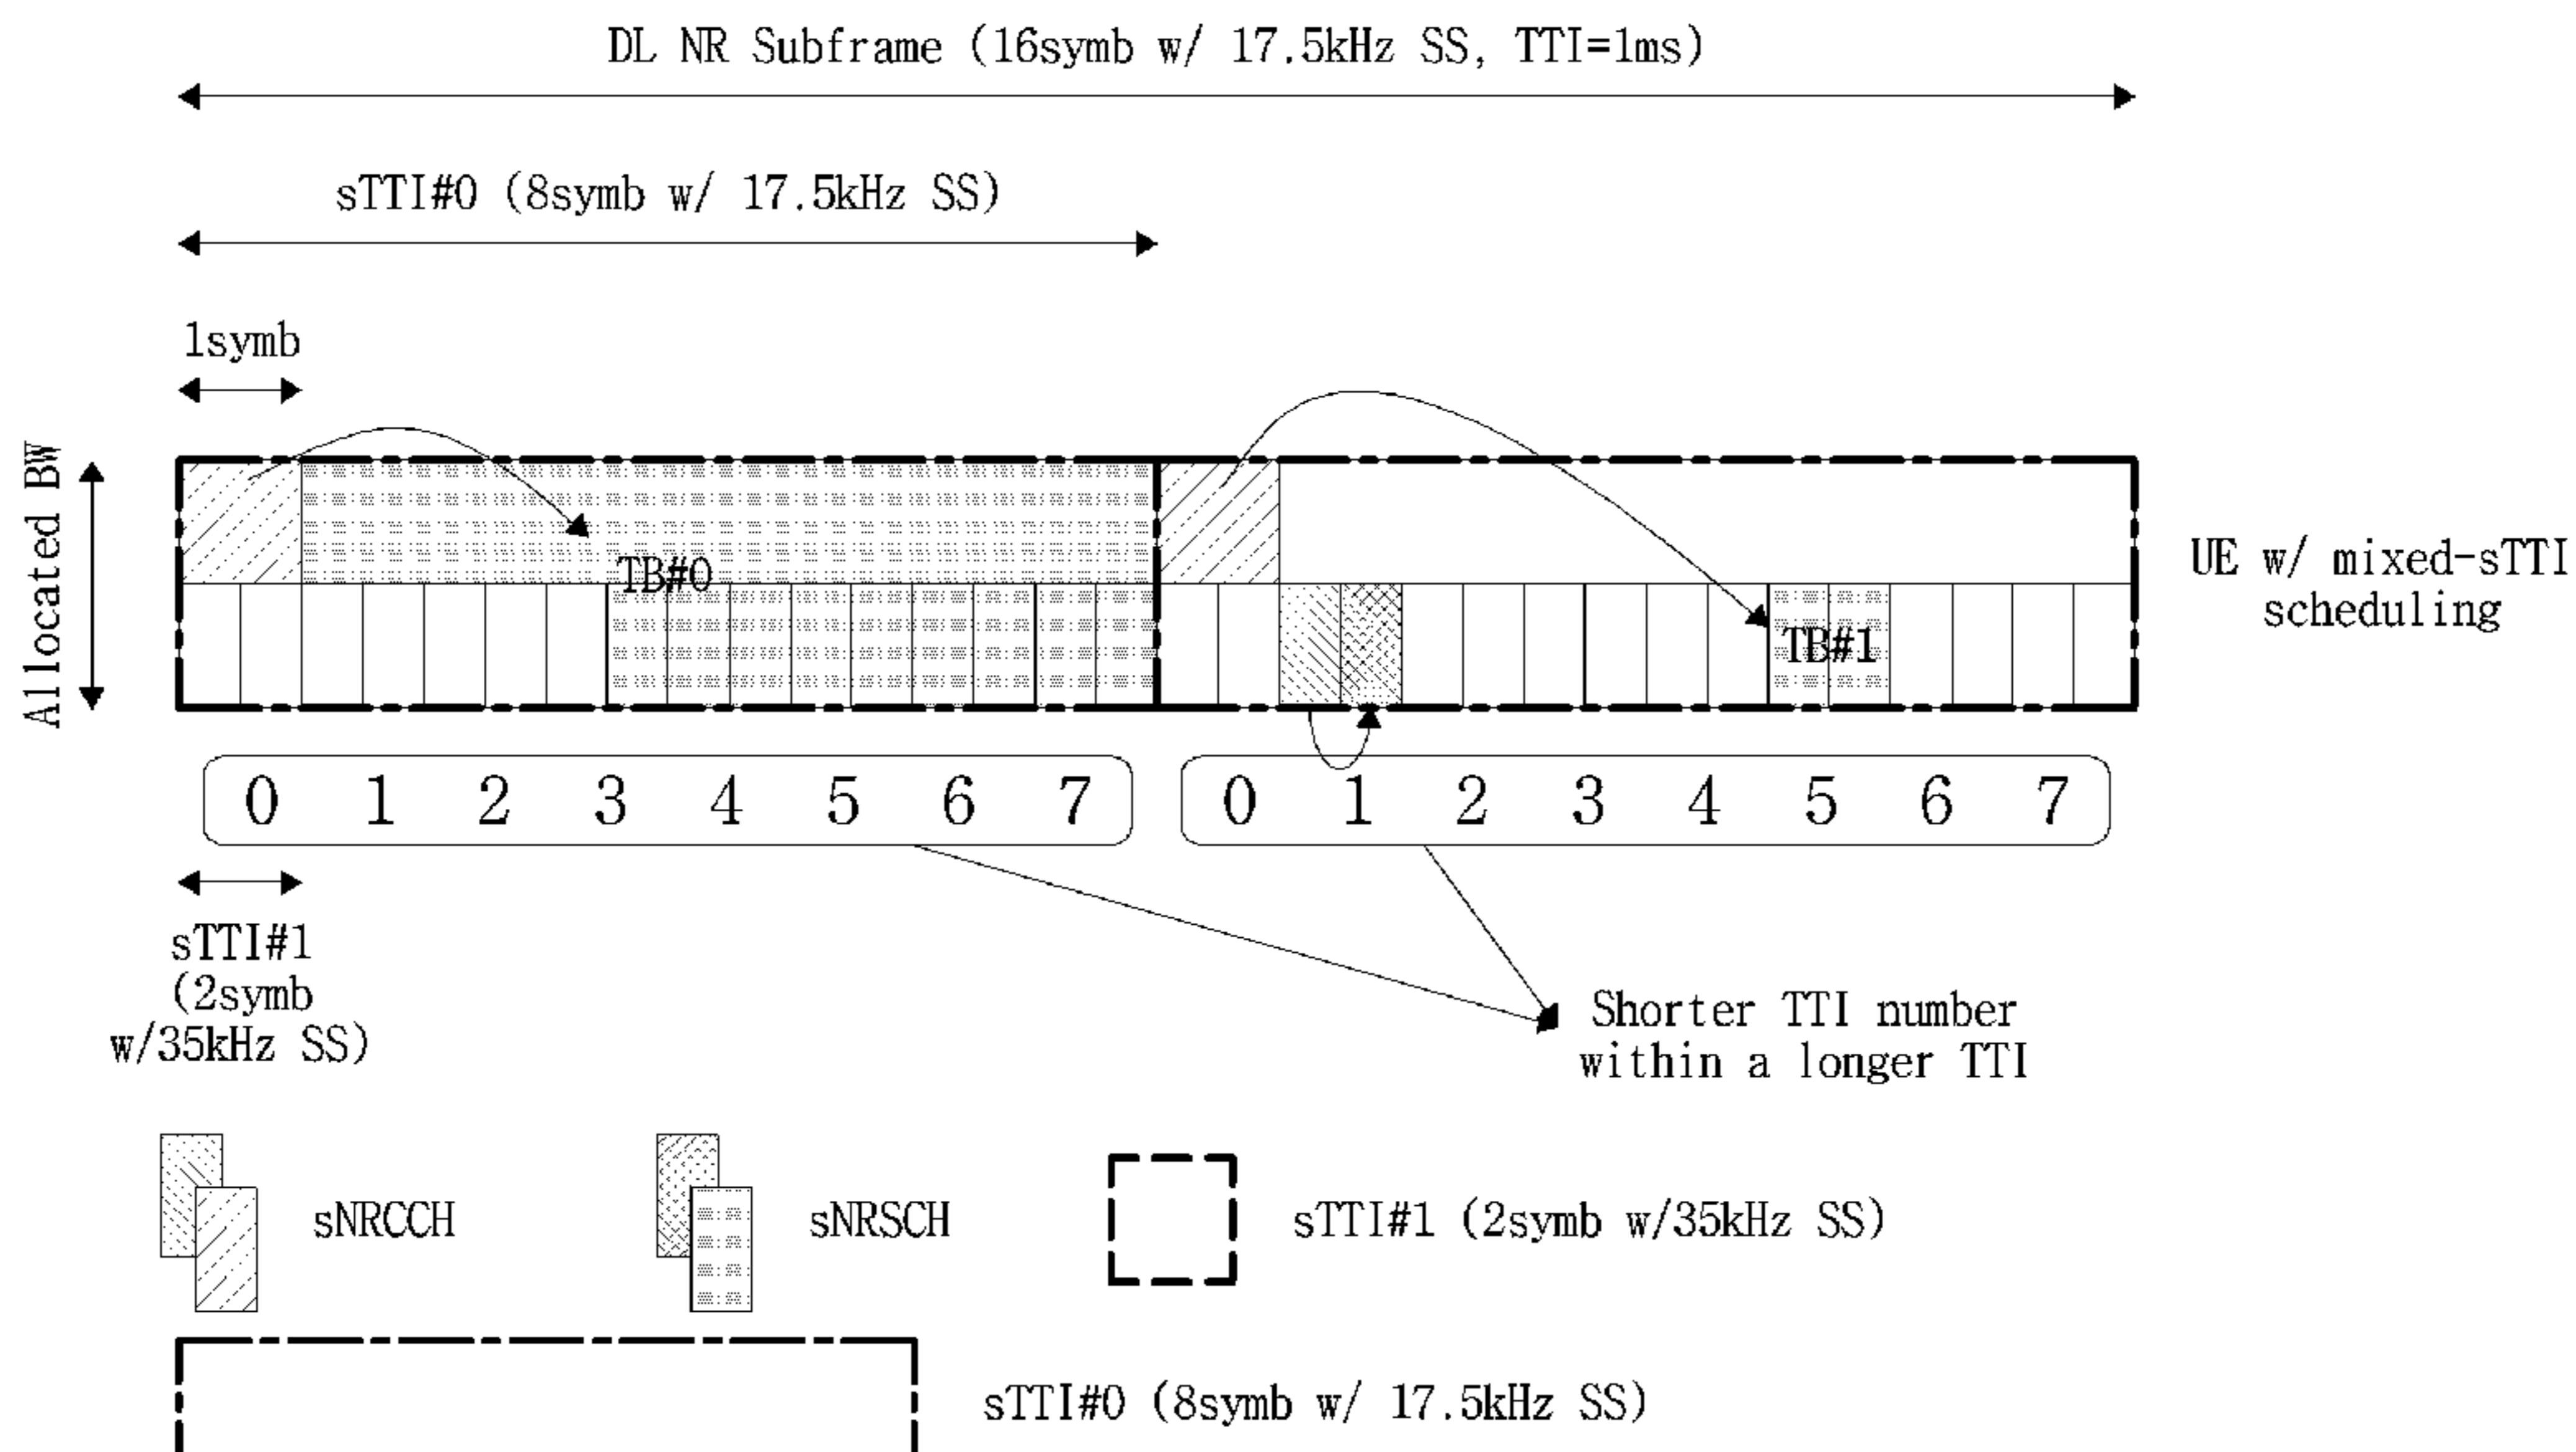 DL NR Subframe (16symb w/ 17.5kHz SS, TTI=1ms)
sTTI#0 (8symb w/ 17.5kHz SS)
1symb
Allocated BW
TB#0
TB#1
UE w/ mixed-sTTI
scheduling
0 1 2 3 4 5 6 7
0 1 2 3 4 5 6 7
sTTI#1
(2symb
w/35kHz SS)
Shorter TTI number
within a longer TTI
sNRCCH
sNRSCH
sTTI#1 (2symb w/35kHz SS)
sTTI#0 (8symb w/ 17.5kHz SS)